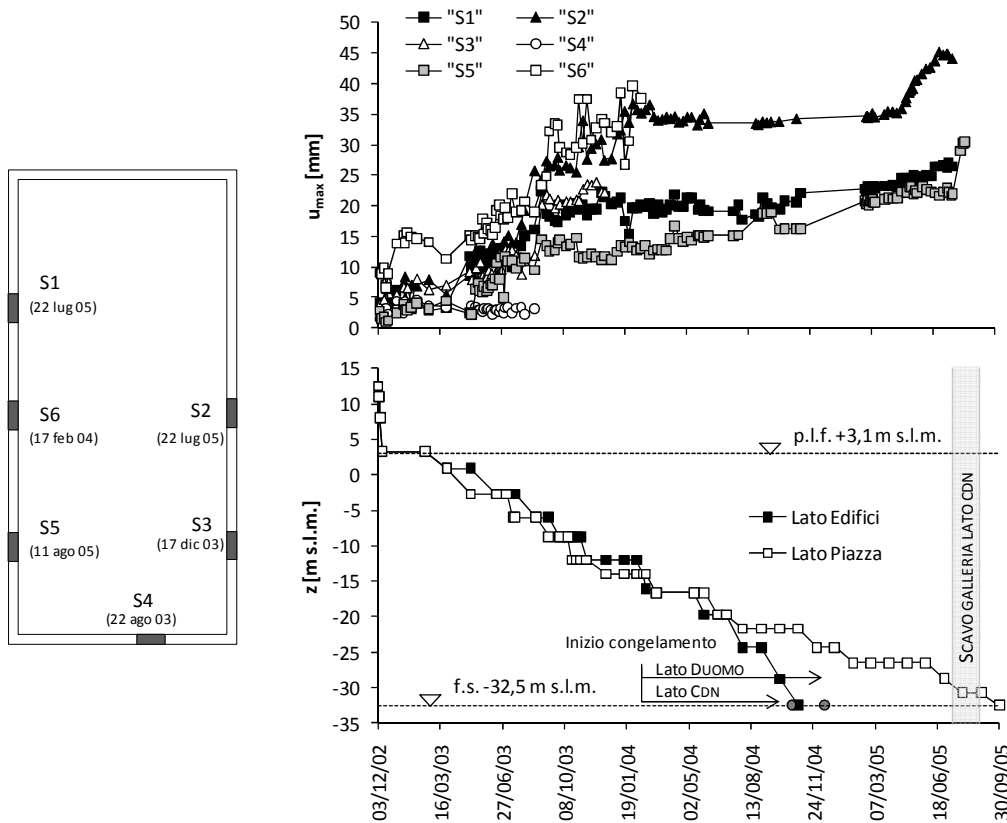 S1
(22 lug 05)
S6
(17 feb 04)
S2
(22 lug 05)
S5
(11 ago 05)
S3
(17 dic 03)
S4
(22 ago 03)
"S1" "S2"
"S3" "S4"
"S5" "S6"
umax [mm]
50
45
40
35
30
25
20
15
10
5
0
z [m s.l.m.]
15
10
5
0
-5
-10
-15
-20
-25
-30
-35
p.l.f. +3,1 m s.l.m.
Lato Edifici
Lato Piazza
Inizio congelamento
Lato DUOMO
Lato CDN
f.s. -32,5 m s.l.m.
SCAVO GALLERIA LATO CDN
03/12/02
16/03/03
27/06/03
08/10/03
19/01/04
02/05/04
13/08/04
24/11/04
07/03/05
18/06/05
30/09/05